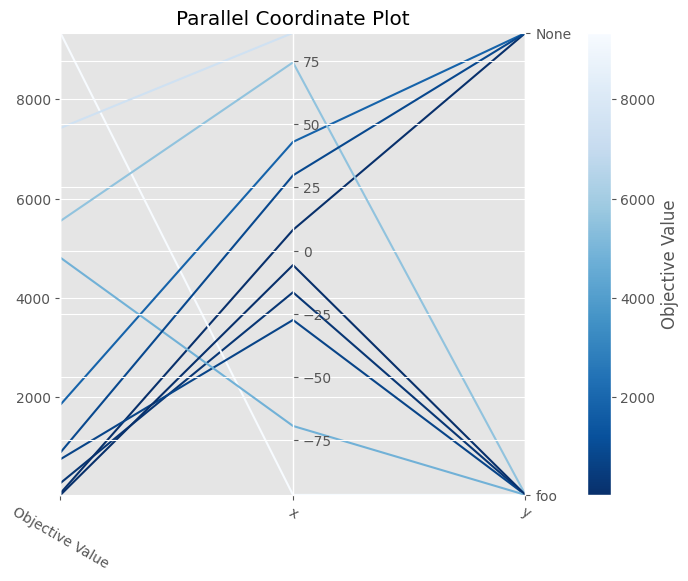 Parallel Coordinate Plot
8000
6000
4000
2000
75
50
25
0
−25
−50
−75
None
foo
8000
6000
4000
2000
Objective Value
Objective Value
x
y